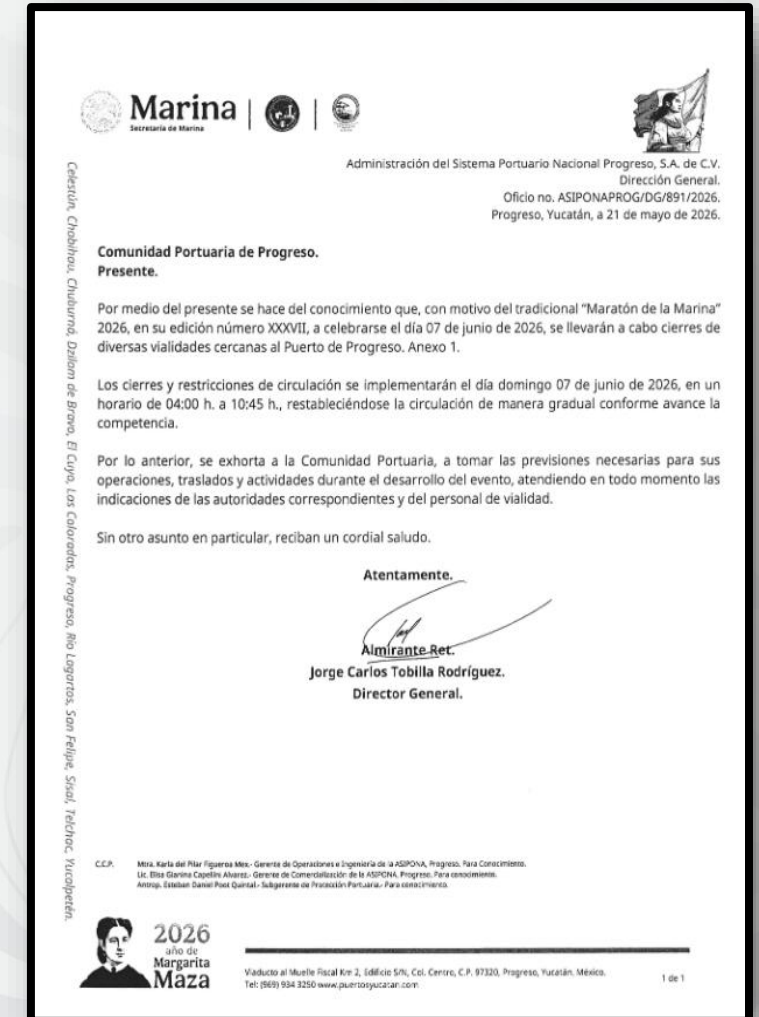 Marina
Secretaría de Marina
Administración del Sistema Portuario Nacional Progreso, S.A. de C.V.
Dirección General.
Oficio no. ASIPONAPROG/DG/891/2026.
Progreso, Yucatán, a 21 de mayo de 2026.
Comunidad Portuaria de Progreso.
Presente.
Por medio del presente se hace del conocimiento que, con motivo del tradicional “Maratón de la Marina”
2026, en su edición número XXXVII, a celebrarse el día 07 de junio de 2026, se llevarán a cabo cierres de
diversas vialidades cercanas al Puerto de Progreso. Anexo 1.
Los cierres y restricciones de circulación se implementarán el día domingo 07 de junio de 2026, en un
horario de 04:00 h. a 10:45 h., restableciéndose la circulación de manera gradual conforme avance la
competencia.
Por lo anterior, se exhorta a la Comunidad Portuaria, a tomar las previsiones necesarias para sus
operaciones, traslados y actividades durante el desarrollo del evento, atendiendo en todo momento las
indicaciones de las autoridades correspondientes y del personal de vialidad.
Sin otro asunto en particular, reciban un cordial saludo.
Atentamente.
Almirante Ret.
Jorge Carlos Tobilla Rodríguez.
Director General.
Celestún, Chabihau, Chuburná, Dzilam de Bravo, El Cuyo, Las Coloradas, Progreso, Río Lagartos, San Felipe, Sisal, Telchac, Yucalpetén.
C.C.P. Mtra. Karla del Pilar Figueroa Mex.- Gerente de Operaciones e Ingeniería de la ASIPONA, Progreso. Para Conocimiento.
Lic. Elisa Gianina Capellini Alvarez.- Gerente de Comercialización de la ASIPONA, Progreso. Para conocimiento.
Antrop. Esteban Daniel Poot Quintal.- Subgerente de Protección Portuaria.- Para conocimiento.
2026
año de
Margarita
Maza
Viaducto al Muelle Fiscal Km 2, Edificio S/N, Col. Centro, C.P. 97320, Progreso, Yucatán, México.
Tel: (969) 934 3250 www.puertosyucatan.com
1 de 1